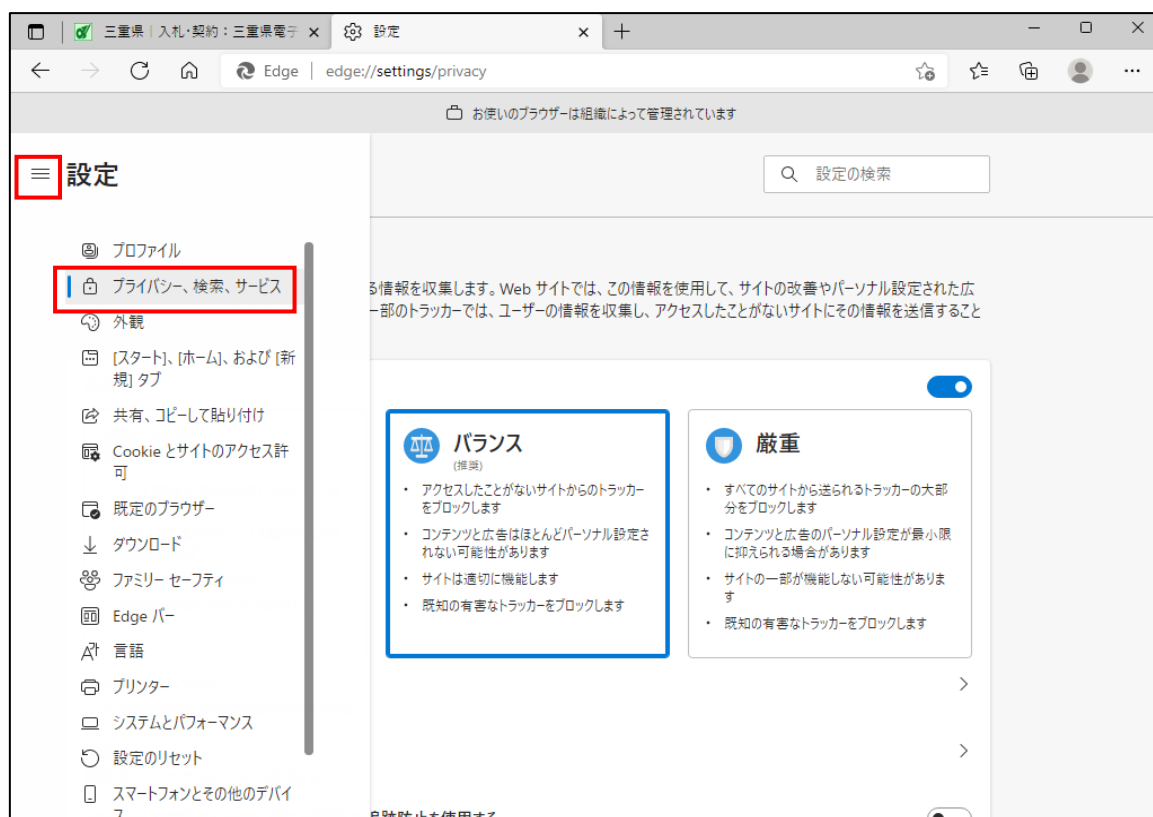 三重県｜入札・契約：三重県電子
設定
Edge | edge://settings/privacy
お使いのブラウザーは組織によって管理されています
設定
設定の検索
プロファイル
プライバシー、検索、サービス
外観
[スタート]、[ホーム]、および [新
規] タブ
共有、コピーして貼り付け
Cookie とサイトのアクセス許
可
既定のブラウザー
ダウンロード
ファミリー セーフティ
Edge バー
言語
プリンター
システムとパフォーマンス
設定のリセット
スマートフォンとその他のデバイ
ス
る情報を収集します。Web サイトでは、この情報を使用して、サイトの改善やパーソナル設定された広
一部のトラッカーでは、ユーザーの情報を収集し、アクセスしたことがないサイトにその情報を送信すること
バランス
(推奨)
・ アクセスしたことがないサイトからのトラッカー
をブロックします
・ コンテンツと広告はほとんどパーソナル設定さ
れない可能性があります
・ サイトは適切に機能します
・ 既知の有害なトラッカーをブロックします
厳重
・ すべてのサイトから送られるトラッカーの大部
分をブロックします
・ コンテンツと広告のパーソナル設定が最小限
に抑えられる場合があります
・ サイトの一部が機能しない可能性がありま
す
・ 既知の有害なトラッカーをブロックします
追跡防止を使用する